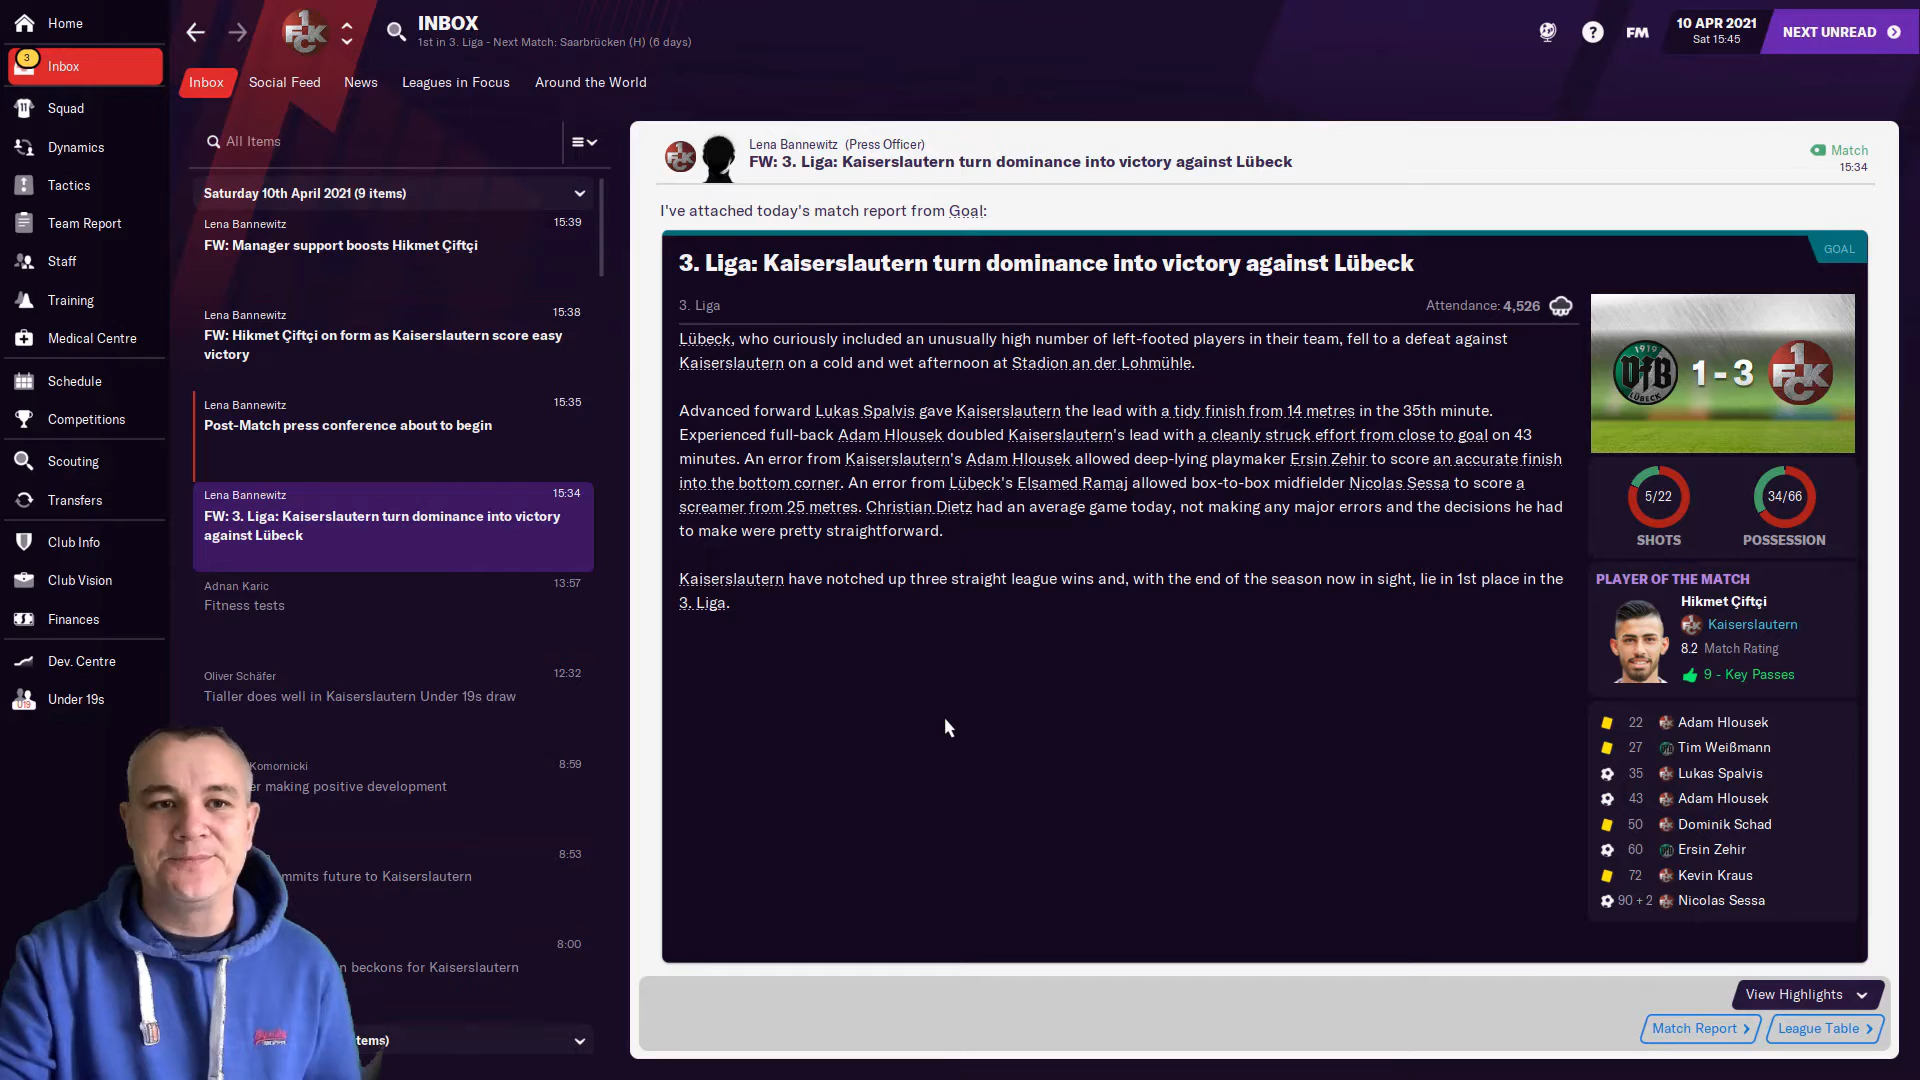 Home
3
Inbox
Squad
Dynamics
Tactics
Team Report
Staff
Training
Medical Centre
Schedule
Competitions
Scouting
Transfers
Club Info
Club Vision
Finances
Dev. Centre
Under 19s
INBOX
1st in 3. Liga - Next Match: Saarbrücken (H) (6 days)
FM
10 APR 2021
Sat 15:45
NEXT UNREAD
Inbox
Social Feed
News
Leagues in Focus
Around the World
All Items
Saturday 10th April 2021 (9 items)
Lena Bannewitz 15:39
FW: Manager support boosts Hikmet Çiftçi
Lena Bannewitz 15:38
FW: Hikmet Çiftçi on form as Kaiserslautern score easy
victory
Lena Bannewitz 15:35
Post-Match press conference about to begin
Lena Bannewitz 15:34
FW: 3. Liga: Kaiserslautern turn dominance into victory
against Lübeck
Adnan Karic 13:57
Fitness tests
Oliver Schäfer 12:32
Tialler does well in Kaiserslautern Under 19s draw
Komornicki 8:59
er making positive development
8:53
mmits future to Kaiserslautern
8:00
n beckons for Kaiserslautern
tems)
Lena Bannewitz (Press Officer)
FW: 3. Liga: Kaiserslautern turn dominance into victory against Lübeck
Match
15:34
I've attached today's match report from Goal:
GOAL
3. Liga: Kaiserslautern turn dominance into victory against Lübeck
3. Liga
Attendance: 4,526
Lübeck, who curiously included an unusually high number of left-footed players in their team, fell to a defeat against
Kaiserslautern on a cold and wet afternoon at Stadion an der Lohmühle.
Advanced forward Lukas Spalvis gave Kaiserslautern the lead with a tidy finish from 14 metres in the 35th minute.
Experienced full-back Adam Hlousek doubled Kaiserslautern's lead with a cleanly struck effort from close to goal on 43
minutes. An error from Kaiserslautern's Adam Hlousek allowed deep-lying playmaker Ersin Zehir to score an accurate finish
into the bottom corner. An error from Lübeck's Elsamed Ramaj allowed box-to-box midfielder Nicolas Sessa to score a
screamer from 25 metres. Christian Dietz had an average game today, not making any major errors and the decisions he had
to make were pretty straightforward.
Kaiserslautern have notched up three straight league wins and, with the end of the season now in sight, lie in 1st place in the
3. Liga.
1919
VfB
LÜBECK
1 - 3
1.
FCK
5/22
SHOTS
34/66
POSSESSION
PLAYER OF THE MATCH
Hikmet Çiftçi
Kaiserslautern
8.2 Match Rating
9 - Key Passes
22 Adam Hlousek
27 Tim Weißmann
35 Lukas Spalvis
43 Adam Hlousek
50 Dominik Schad
60 Ersin Zehir
72 Kevin Kraus
90 + 2 Nicolas Sessa
View Highlights
Match Report
League Table